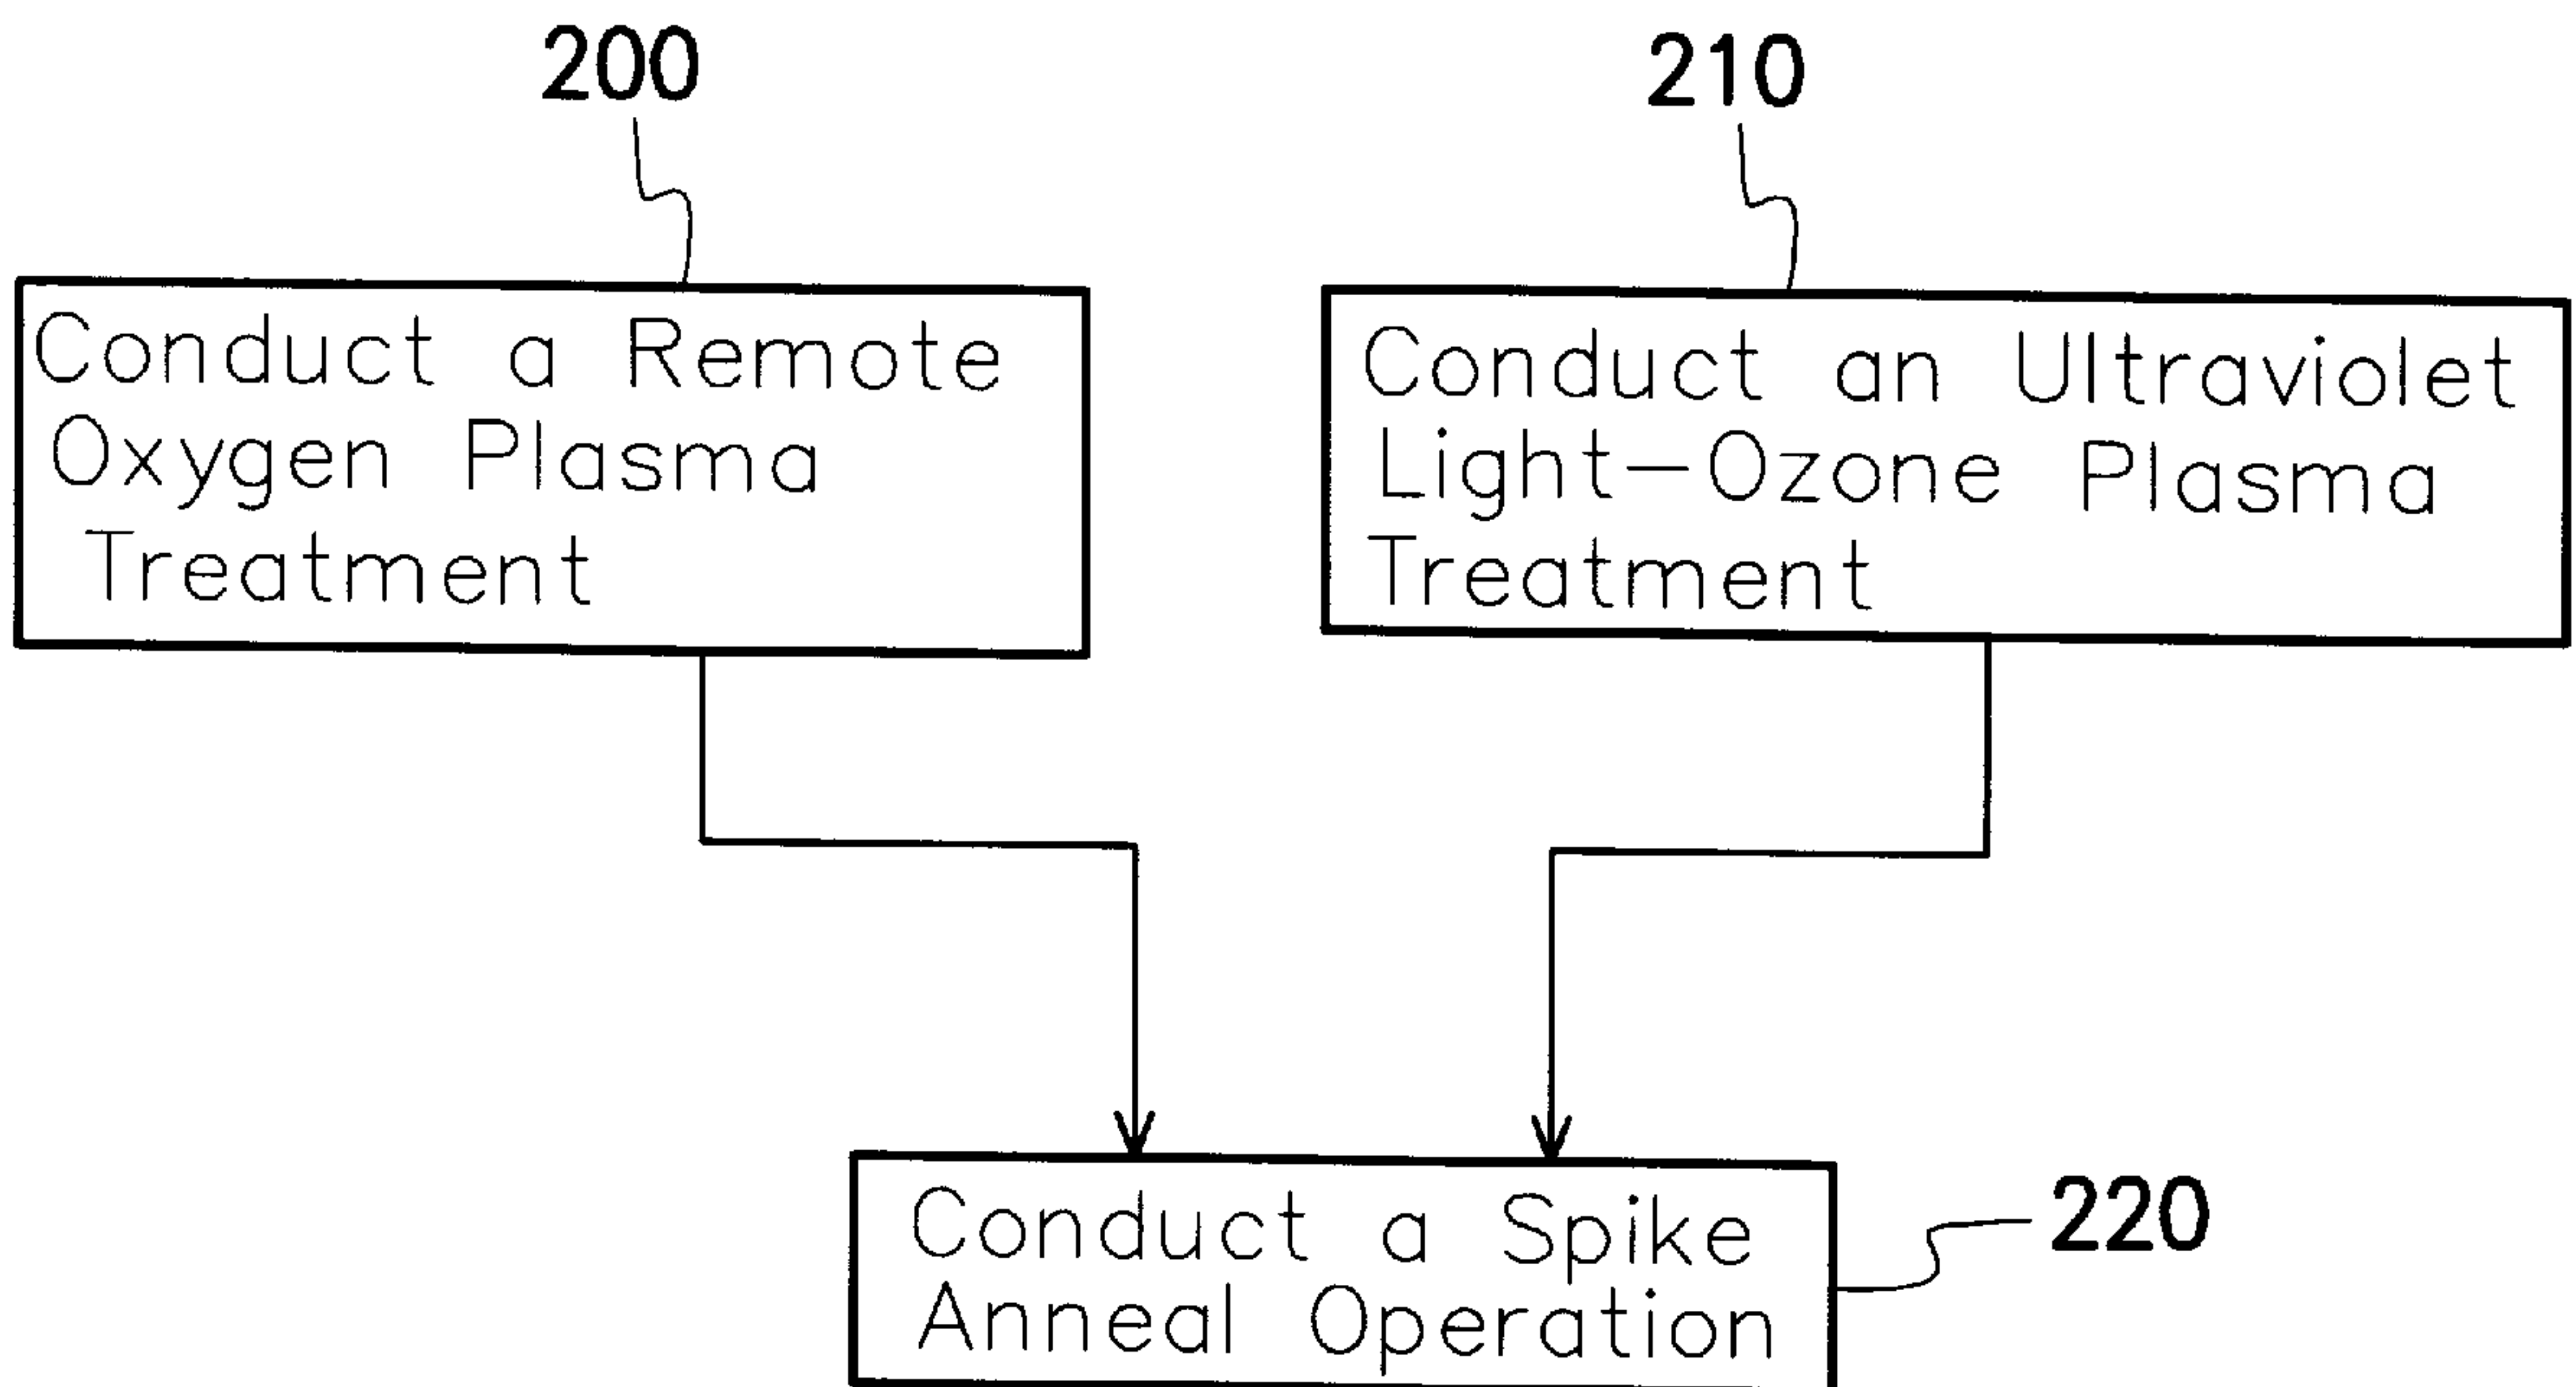 200
Conduct a Remote
Oxygen Plasma
Treatment
210
Conduct an Ultraviolet
Light-Ozone Plasma
Treatment
Conduct a Spike
Anneal Operation
220